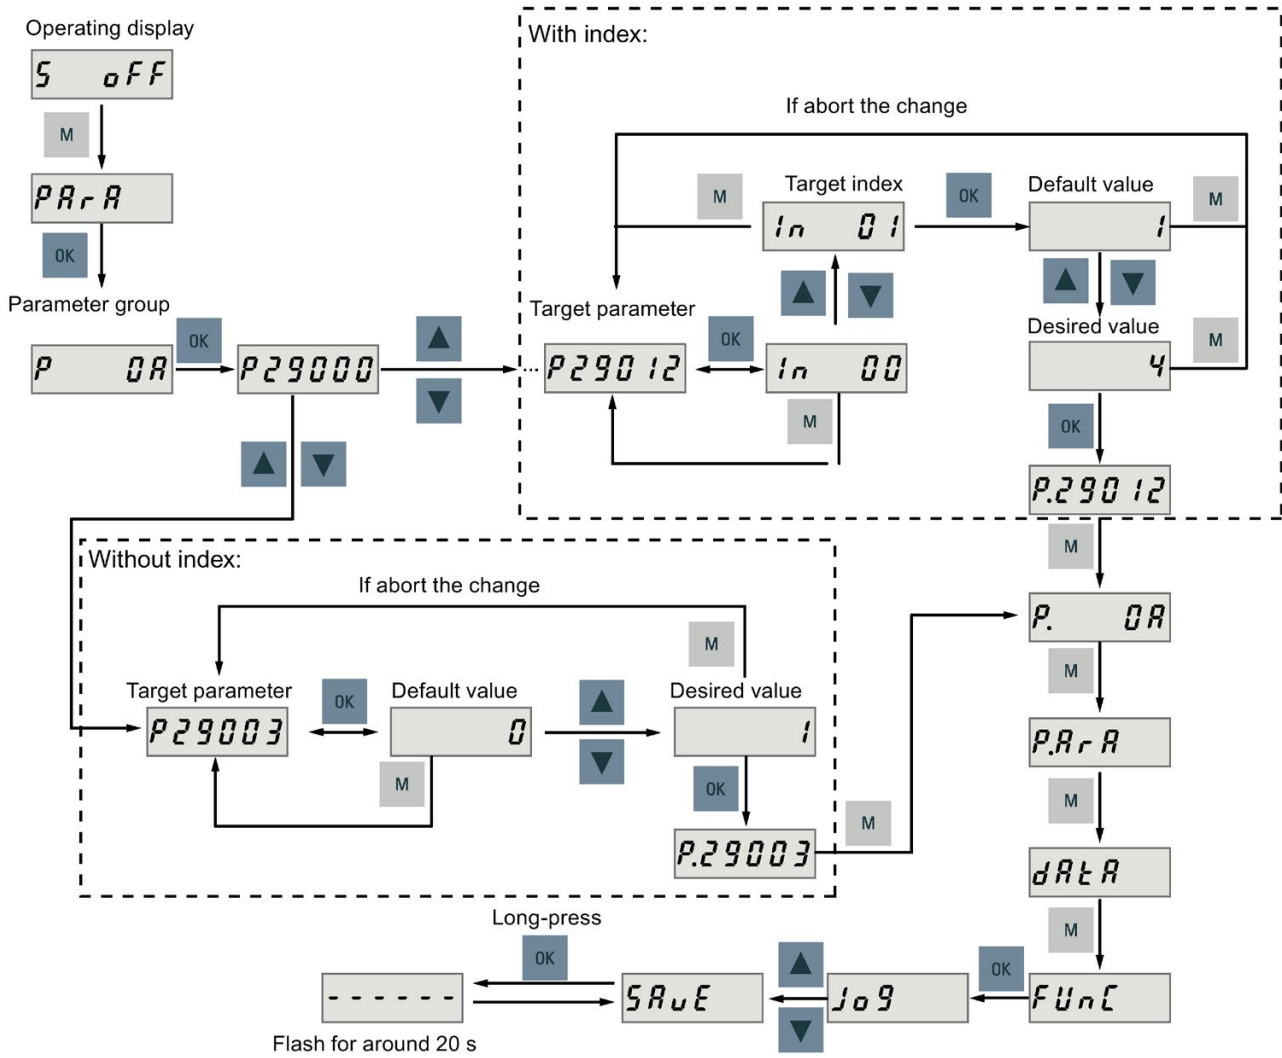 Operating display
S oFF
M
PArA
OK
Parameter group
P 0A
OK
P29000
▲
▼
▲ ▼
With index:
If abort the change
M
Target index
In 01
OK
Default value
1
M
▲ ▼
▲ ▼
Target parameter
...
P29012
OK
In 00
M
Desired value
4
M
OK
P.29012
M
P. 0A
M
P.ArA
M
dAtA
M
FUnC
OK
Jog
▲
▼
SAvE
Long-press
OK
------
Flash for around 20 s
Without index:
If abort the change
M
Target parameter
P29003
OK
Default value
0
M
▲
▼
Desired value
1
OK
P.29003
M